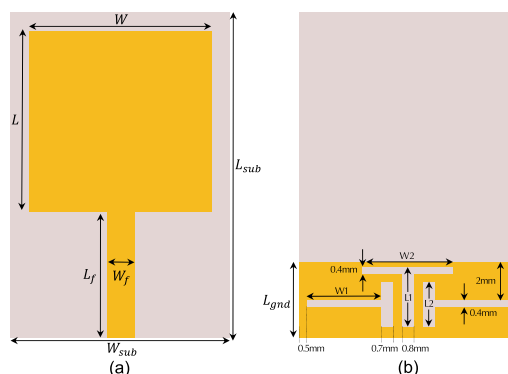 W
L
L_sub
L_f
W_f
W_sub
(a)
W2
0.4mm
2mm
W1
L1
L2
L_gnd
0.4mm
0.5mm
0.7mm
0.8mm
(b)